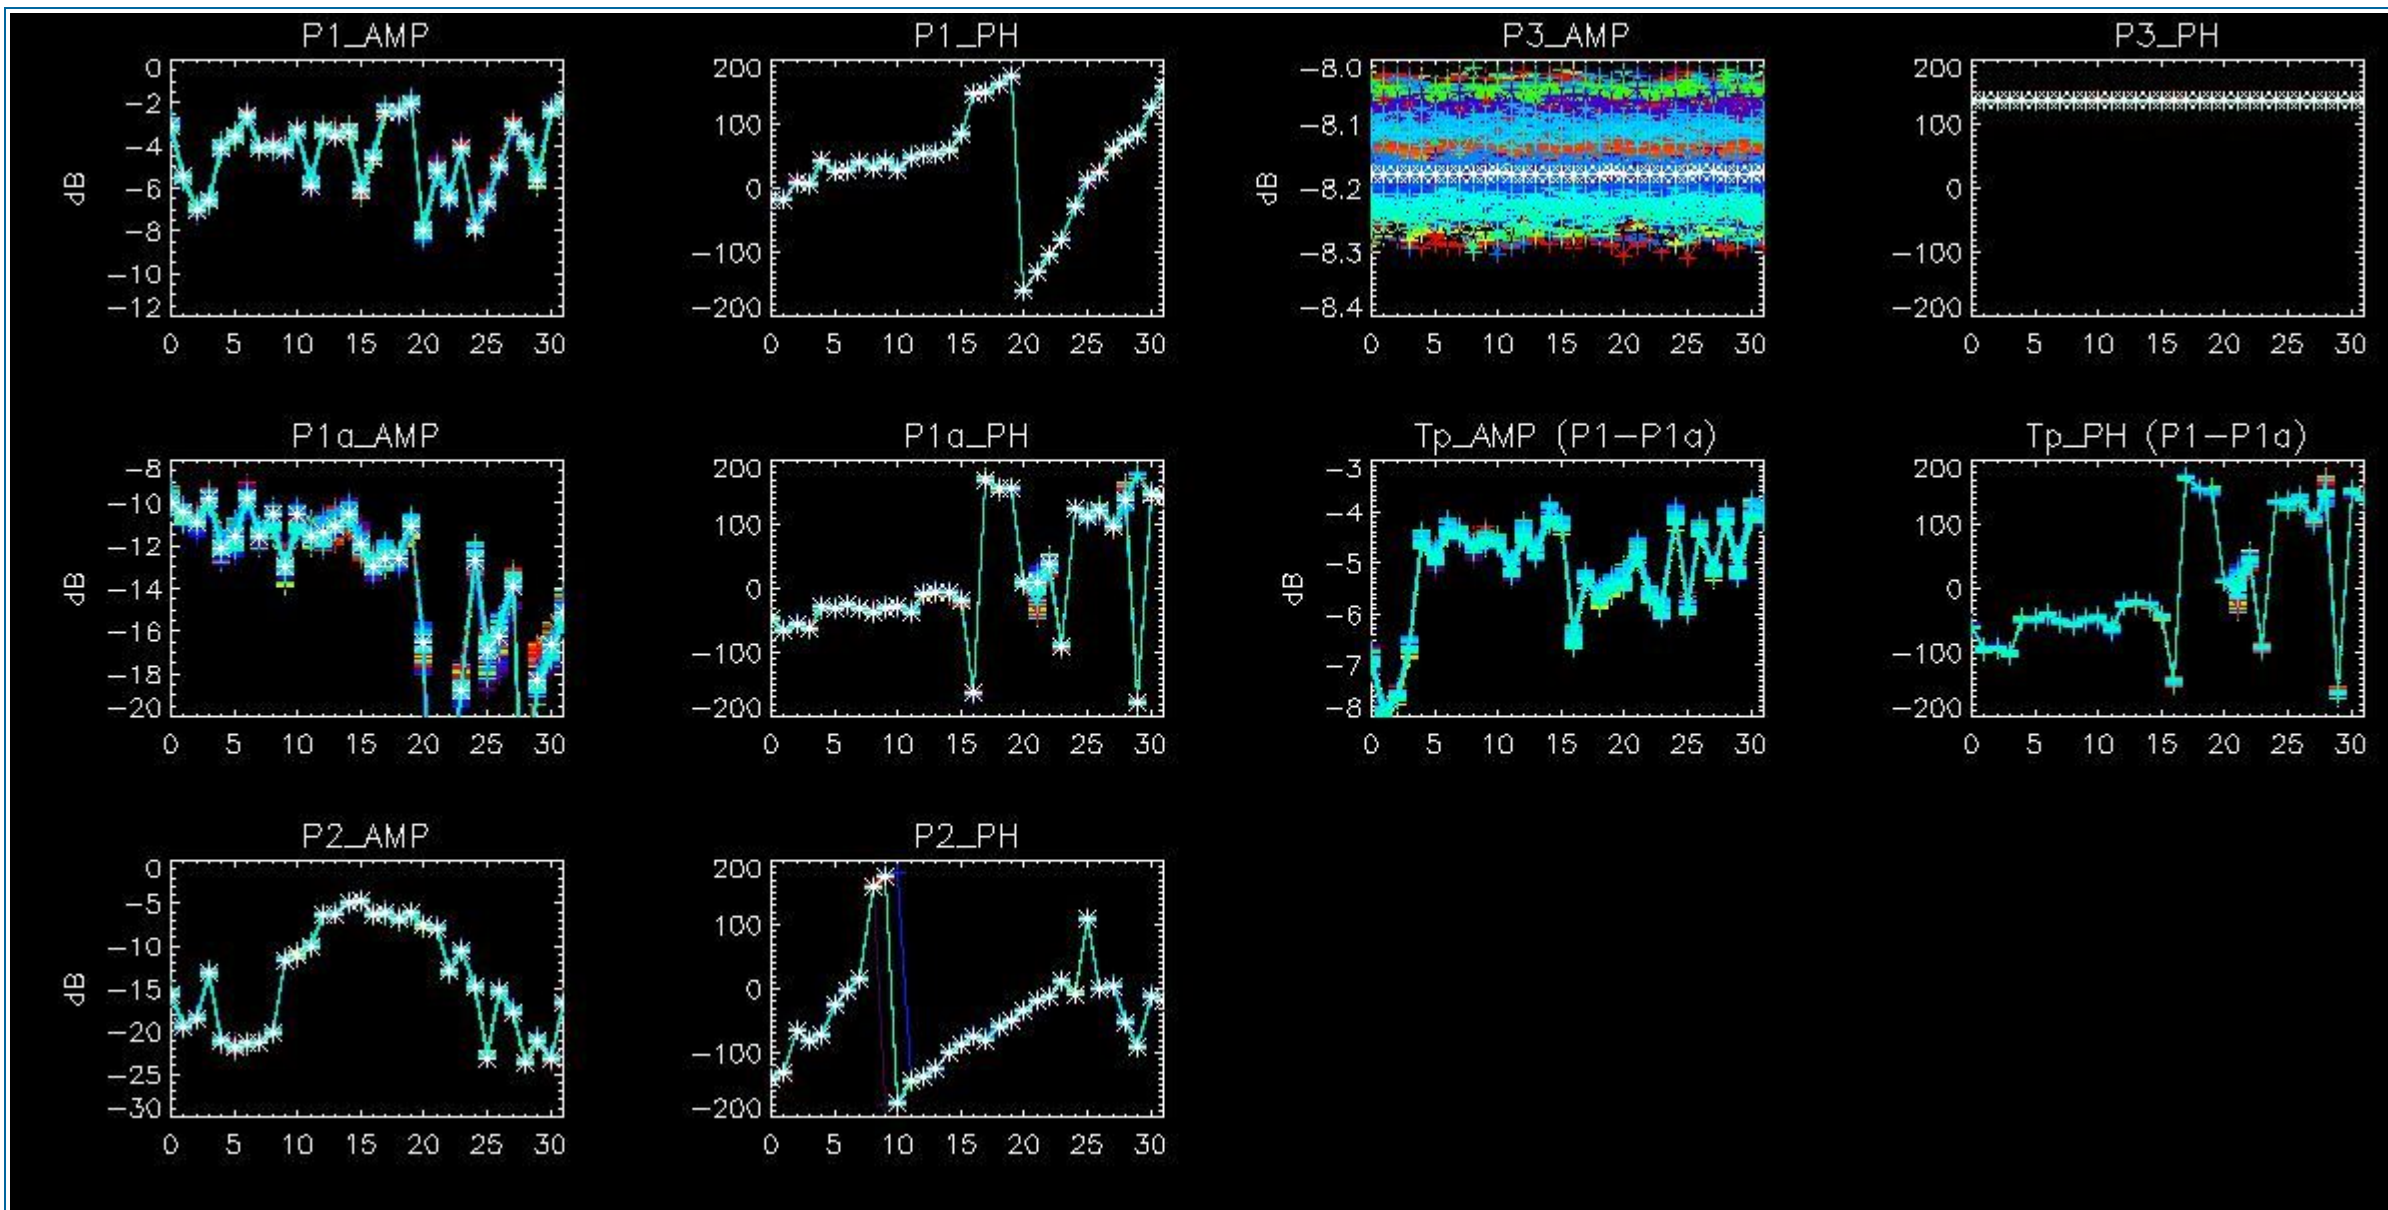 P1_AMP
P1_PH
P3_AMP
P3_PH
0
−2
−4
−6
−8
−10
−12
dB
0 5 10 15 20 25 30
200
100
0
−100
−200
0 5 10 15 20 25 30
−8.0
−8.1
−8.2
−8.3
−8.4
dB
0 5 10 15 20 25 30
200
100
0
−100
−200
0 5 10 15 20 25 30
P1a_AMP
P1a_PH
Tp_AMP (P1−P1a)
Tp_PH (P1−P1a)
−8
−10
−12
−14
−16
−18
−20
dB
0 5 10 15 20 25 30
200
100
0
−100
−200
0 5 10 15 20 25 30
−3
−4
−5
−6
−7
−8
dB
0 5 10 15 20 25 30
200
100
0
−100
−200
0 5 10 15 20 25 30
P2_AMP
P2_PH
0
−5
−10
−15
−20
−25
−30
dB
0 5 10 15 20 25 30
200
100
0
−100
−200
0 5 10 15 20 25 30